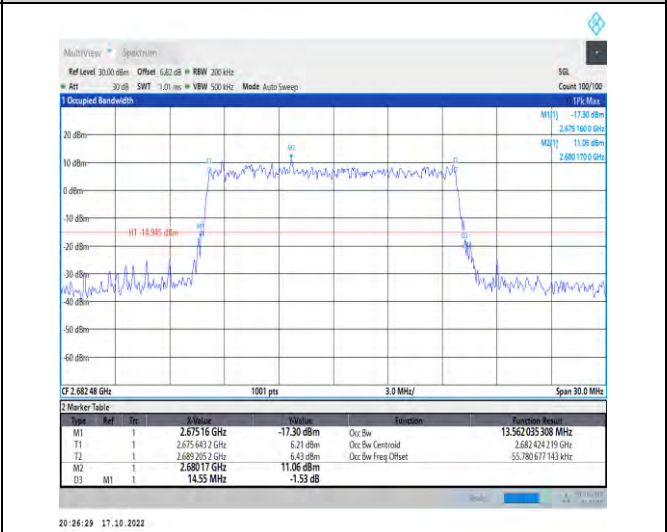 MultiView Spectrum
Ref Level 30.00 dBm Offset 6.82 dB RBW 200 kHz SGL
Att 30 dB SWT 1.01 ms VBW 500 kHz Mode Auto Sweep Count 100/100
1 Occupied Bandwidth 1Pk Max
M1[1] -17.30 dBm
2.675 160 0 GHz
M2[1] 11.06 dBm
2.680 170 0 GHz
20 dBm
M2
T1 T2
10 dBm
0 dBm
-10 dBm
M1
H1 -14.945 dBm
D3
-30 dBm
-40 dBm
-50 dBm
-60 dBm
CF 2.682 48 GHz 1001 pts 3.0 MHz/ Span 30.0 MHz
2 Marker Table
Type Ref Trc X-Value Y-Value Function Function Result
M1 1 2.675 16 GHz -17.30 dBm Occ Bw 13.562 035 308 MHz
T1 1 2.675 643 2 GHz 6.21 dBm Occ Bw Centroid 2.682 424 219 GHz
T2 1 2.689 205 2 GHz 6.43 dBm Occ Bw Freq Offset -55.780 677 143 kHz
M2 1 2.680 17 GHz 11.06 dBm
D3 M1 1 14.55 MHz -1.53 dB
20:26:29 17.10.2022